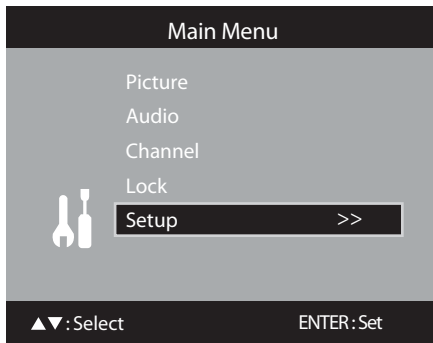 Main Menu
Picture
Audio
Channel
Lock
Setup >>
▲▼: Select ENTER : Set